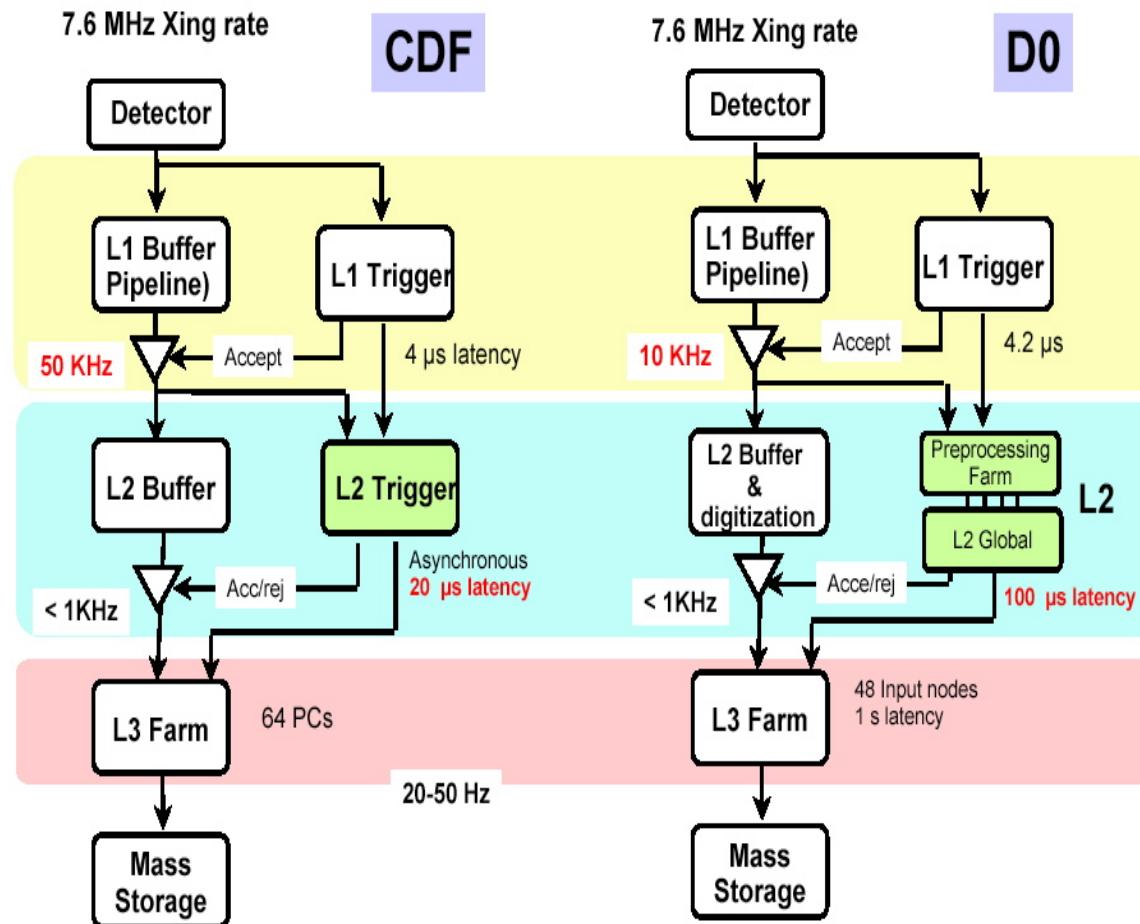 7.6 MHz Xing rate
CDF
Detector
L1 Buffer
Pipeline)
L1 Trigger
50 KHz
Accept
4 µs latency
L2 Buffer
L2 Trigger
Asynchronous
20 µs latency
Acc/rej
< 1KHz
L3 Farm
64 PCs
20-50 Hz
Mass
Storage
7.6 MHz Xing rate
D0
Detector
L1 Buffer
Pipeline)
L1 Trigger
10 KHz
Accept
4.2 µs
L2 Buffer
&
digitization
Preprocessing
Farm
L2
L2 Global
Acce/rej
100 µs latency
< 1KHz
L3 Farm
48 Input nodes
1 s latency
Mass
Storage